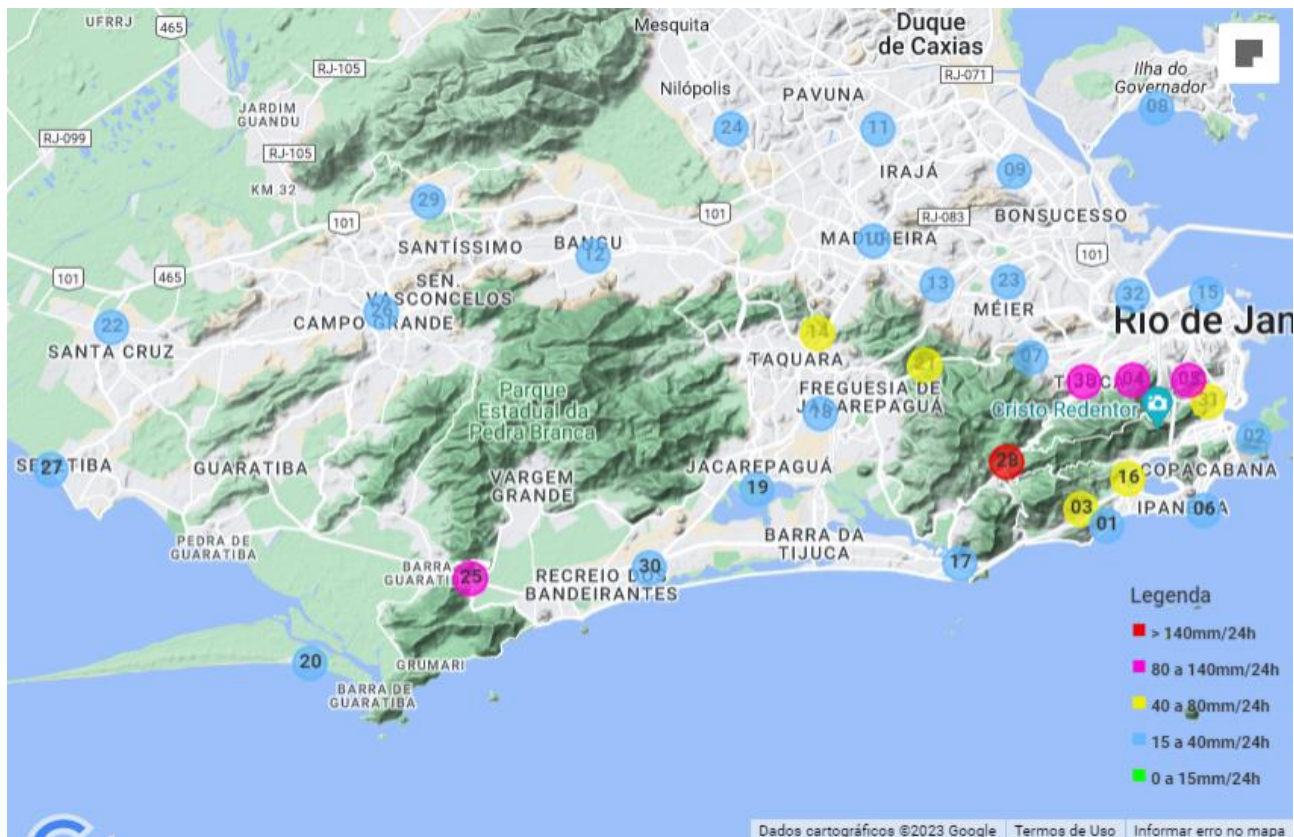 UFRRJ
465
Mesquita
Duque
de Caxias
RJ-105
RJ-071
Ilha do
Governador
Nilópolis
PAVUNA
08
JARDIM
GUANDU
24
11
RJ-099
RJ-105
IRAJÁ
09
KM 32
29
101
101
RJ-083
BONSUCESSO
SANTÍSSIMO
BANGU
12
MADUREIRA
10
101
101
465
SEN.
VASCONCELOS
13
23
32
15
26
CAMPO GRANDE
MÉIER
22
SANTA CRUZ
14
Rio de Jan
TAQUARA
21
07
FREGUESIA DE
JACAREPAGUÁ
TIJUCA
38
04
05
Parque
Estadual da
Pedra Branca
18
Cristo Redentor
31
02
SEPETIBA
27
GUARATIBA
JACAREPAGUÁ
28
COPACABANA
VARGEM
GRANDE
19
16
03
01
IPANEMA
06
PEDRA DE
GUARATIBA
BARRA DA
TIJUCA
17
BARRA
GUARATI
25
RECREIO DOS
BANDEIRANTES
30
Legenda
> 140mm/24h
20
GRUMARI
80 a 140mm/24h
BARRA DE
GUARATIBA
40 a 80mm/24h
15 a 40mm/24h
0 a 15mm/24h
Dados cartográficos ©2023 Google
Termos de Uso
Informar erro no mapa